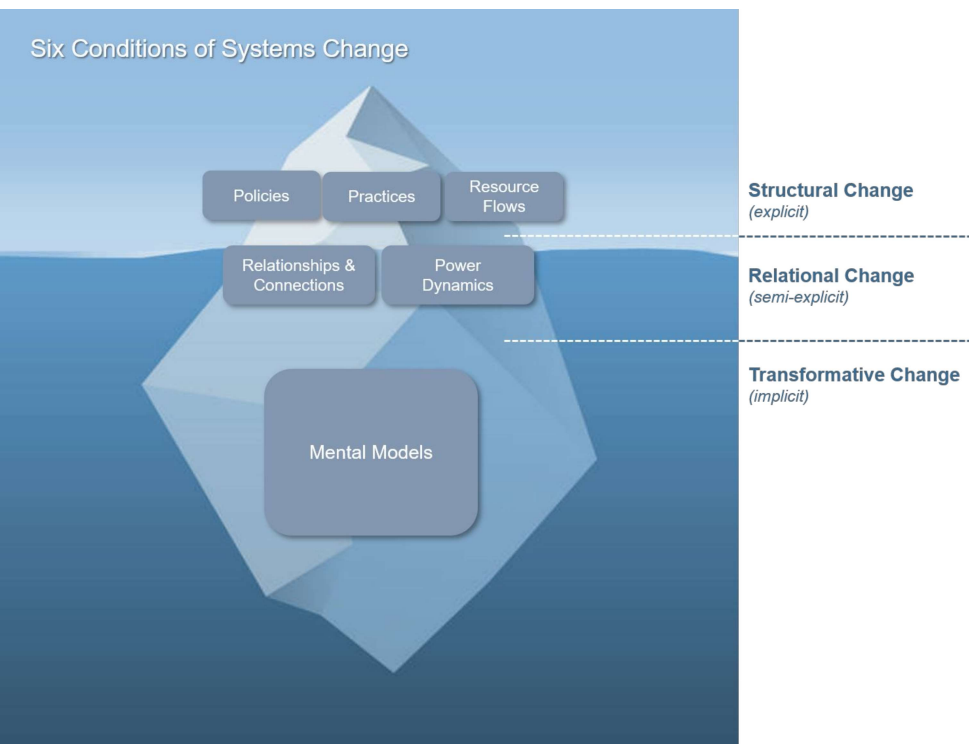 Six Conditions of Systems Change
Policies
Practices
Resource
Flows
Structural Change
(explicit)
Relationships &
Connections
Power
Dynamics
Relational Change
(semi-explicit)
Transformative Change
(implicit)
Mental Models